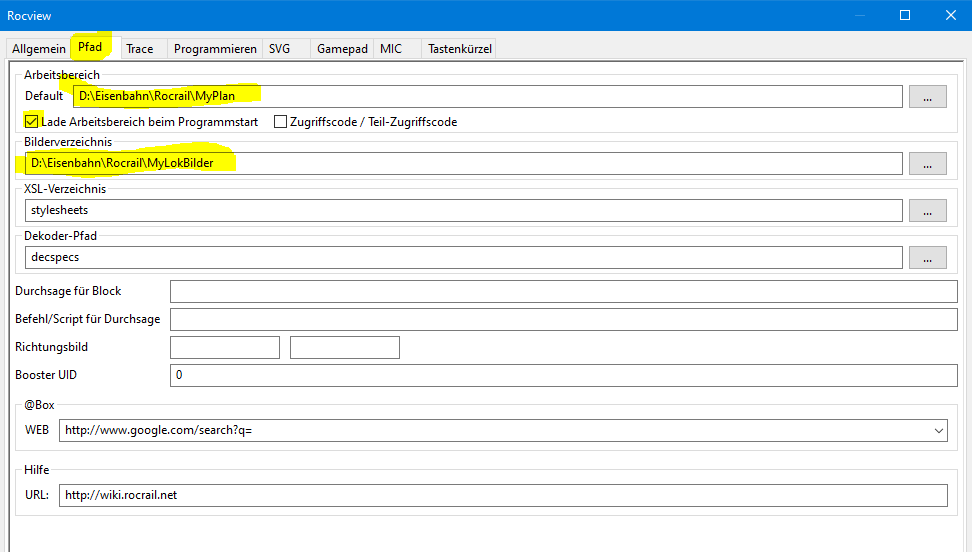 Rocview
Allgemein Pfad Trace Programmieren SVG Gamepad MIC Tastenkürzel
Arbeitsbereich
Default D:\Eisenbahn\Rocrail\MyPlan ...
Lade Arbeitsbereich beim Programmstart Zugriffscode / Teil-Zugriffscode
Bilderverzeichnis
D:\Eisenbahn\Rocrail\MyLokBilder ...
XSL-Verzeichnis
stylesheets ...
Dekoder-Pfad
decspecs ...
Durchsage für Block
Befehl/Script für Durchsage
Richtungsbild
Booster UID 0
@Box
WEB http://www.google.com/search?q=
Hilfe
URL: http://wiki.rocrail.net